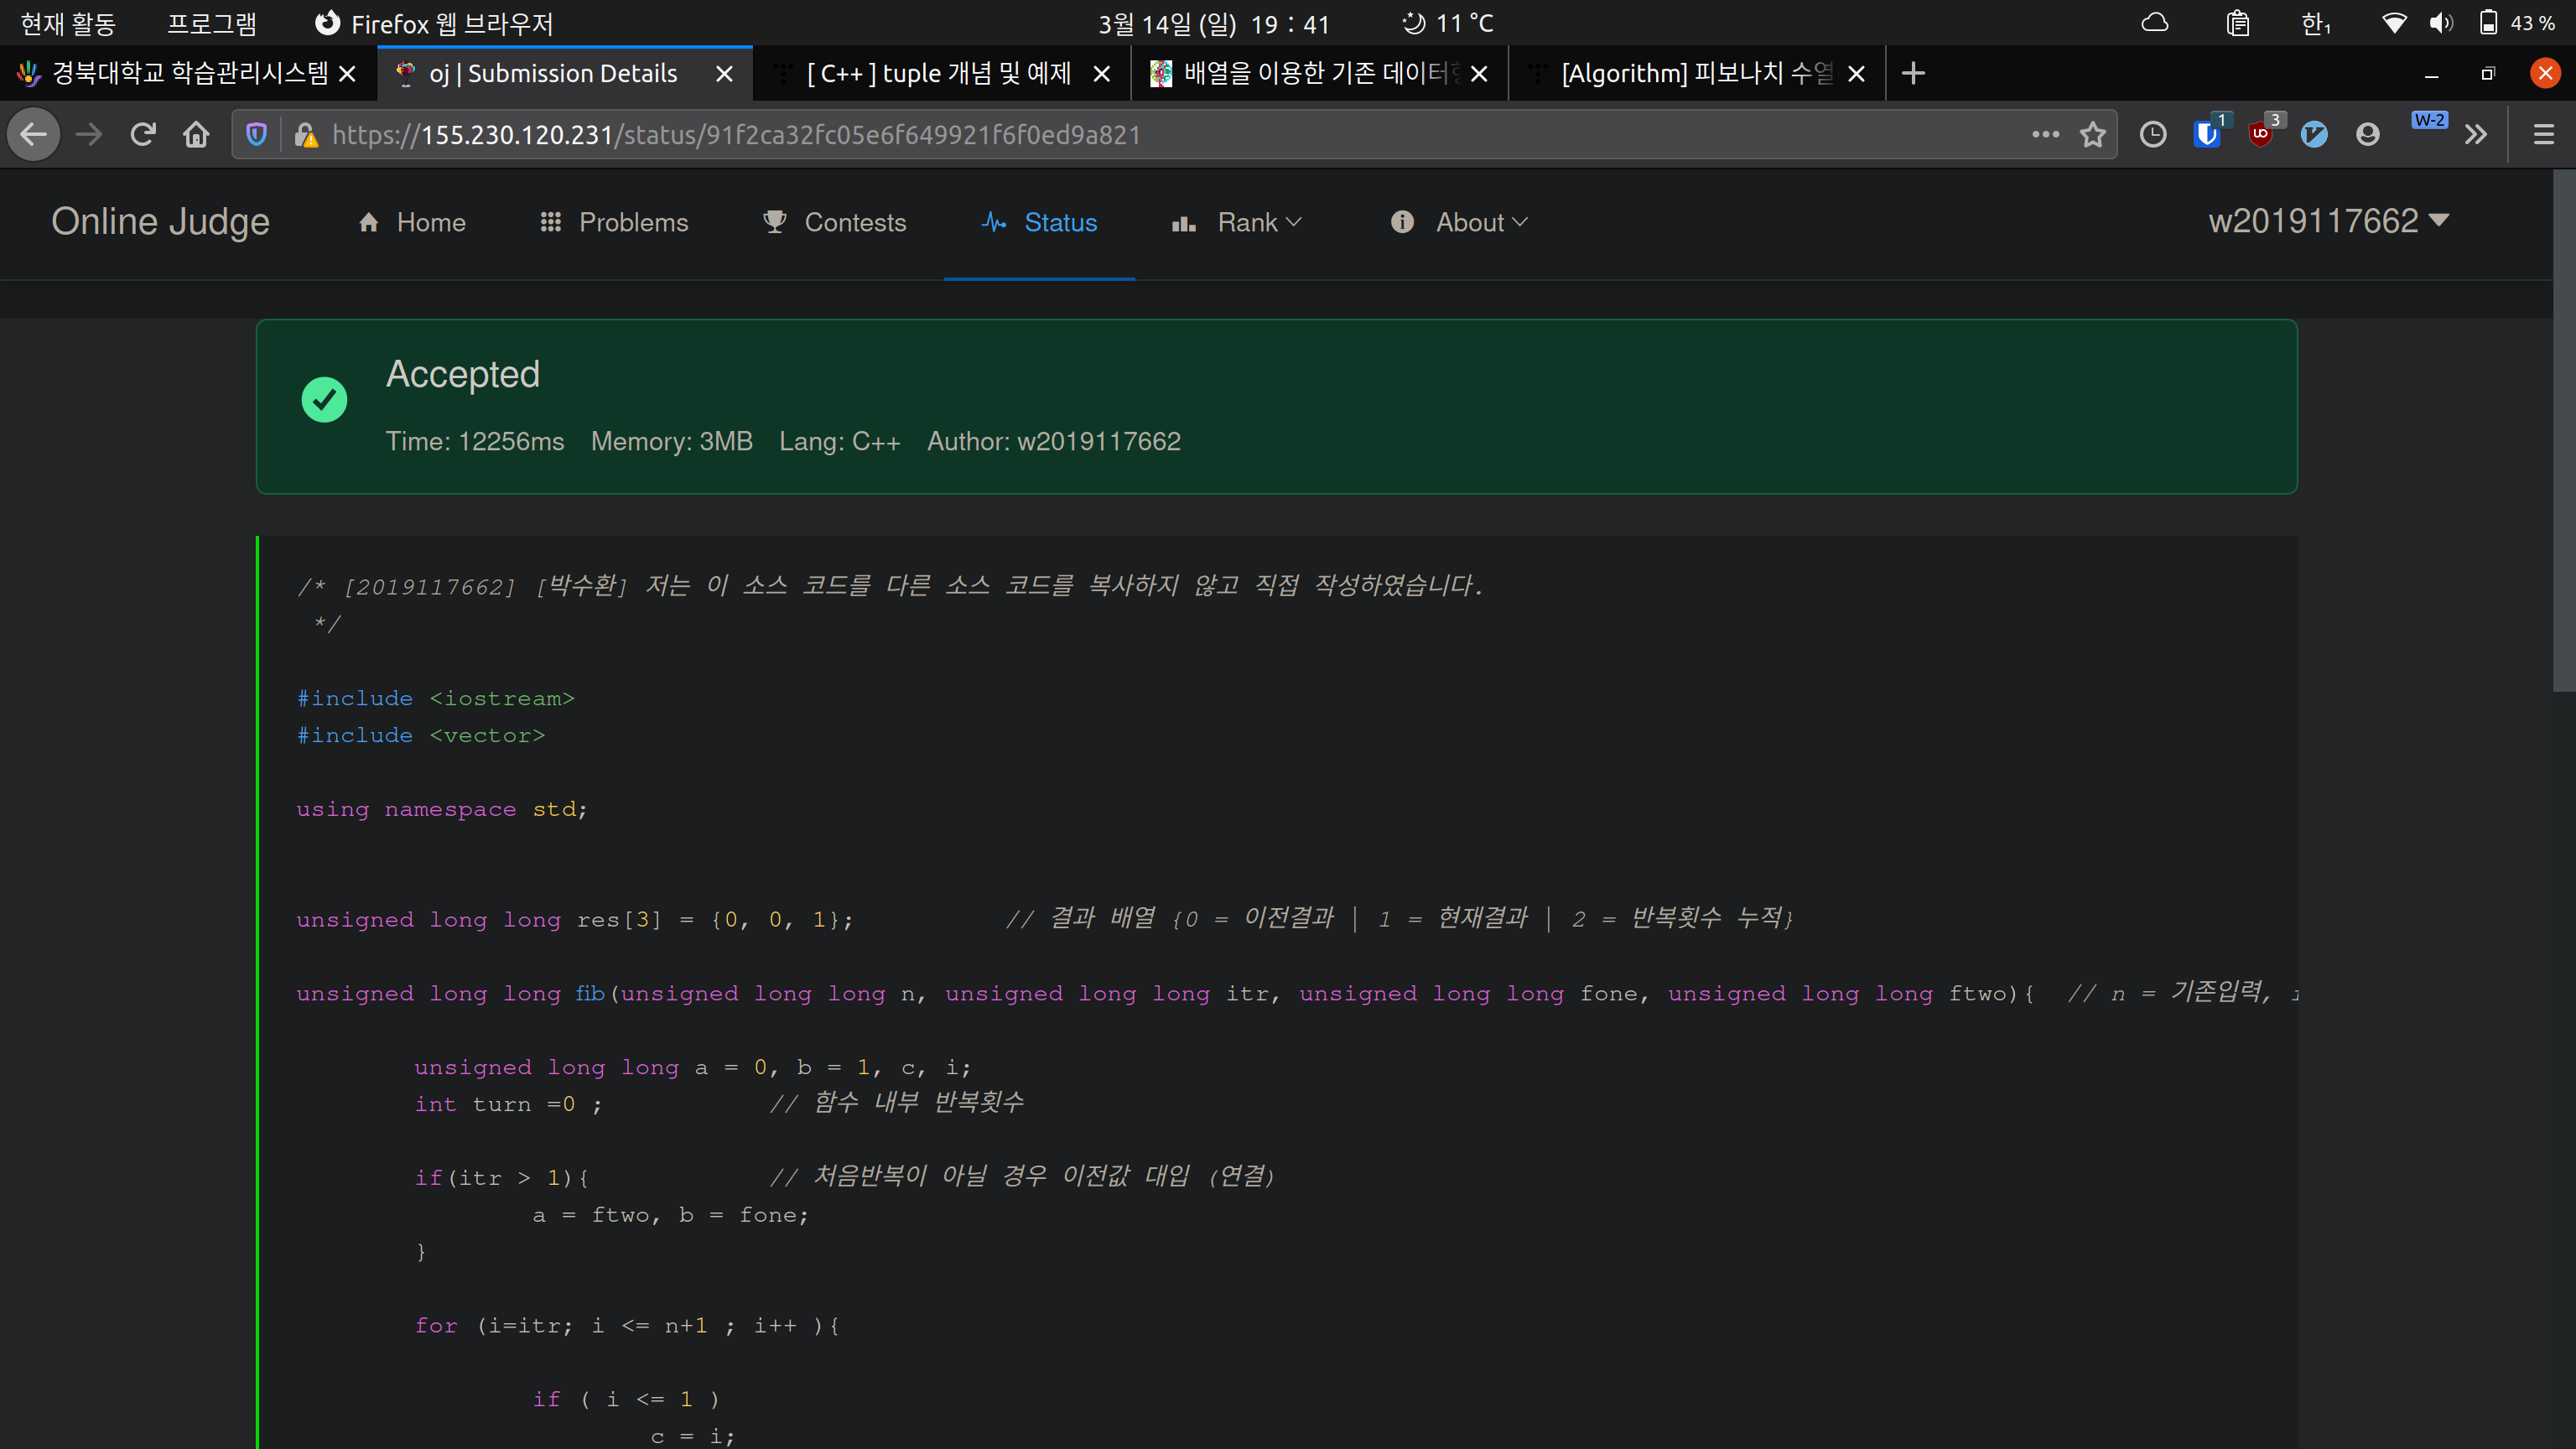 현재 활동 프로그램 Firefox 웹 브라우저 3월 14일 (일) 19 : 41 11 °C 한₁ 43 %
경북대학교 학습관리시스템 oj | Submission Details [ C++ ] tuple 개념 및 예제 배열을 이용한 기존 데이터형 [Algorithm] 피보나치 수열
https://155.230.120.231/status/91f2ca32fc05e6f649921f6f0ed9a821 1 3 W-2
Online Judge Home Problems Contests Status Rank About w2019117662
Accepted
Time: 12256ms Memory: 3MB Lang: C++ Author: w2019117662
/* [2019117662] [박수환] 저는 이 소스 코드를 다른 소스 코드를 복사하지 않고 직접 작성하였습니다.
*/
#include <iostream>
#include <vector>
using namespace std;
unsigned long long res[3] = {0, 0, 1}; // 결과 배열 {0 = 이전결과 | 1 = 현재결과 | 2 = 반복횟수 누적}
unsigned long long fib(unsigned long long n, unsigned long long itr, unsigned long long fone, unsigned long long ftwo){ // n = 기존입력,
unsigned long long a = 0, b = 1, c, i;
int turn =0 ; // 함수 내부 반복횟수
if(itr > 1){ // 처음반복이 아닐 경우 이전값 대입 (연결)
a = ftwo, b = fone;
}
for (i=itr; i <= n+1 ; i++ ){
if ( i <= 1 )
c = i;